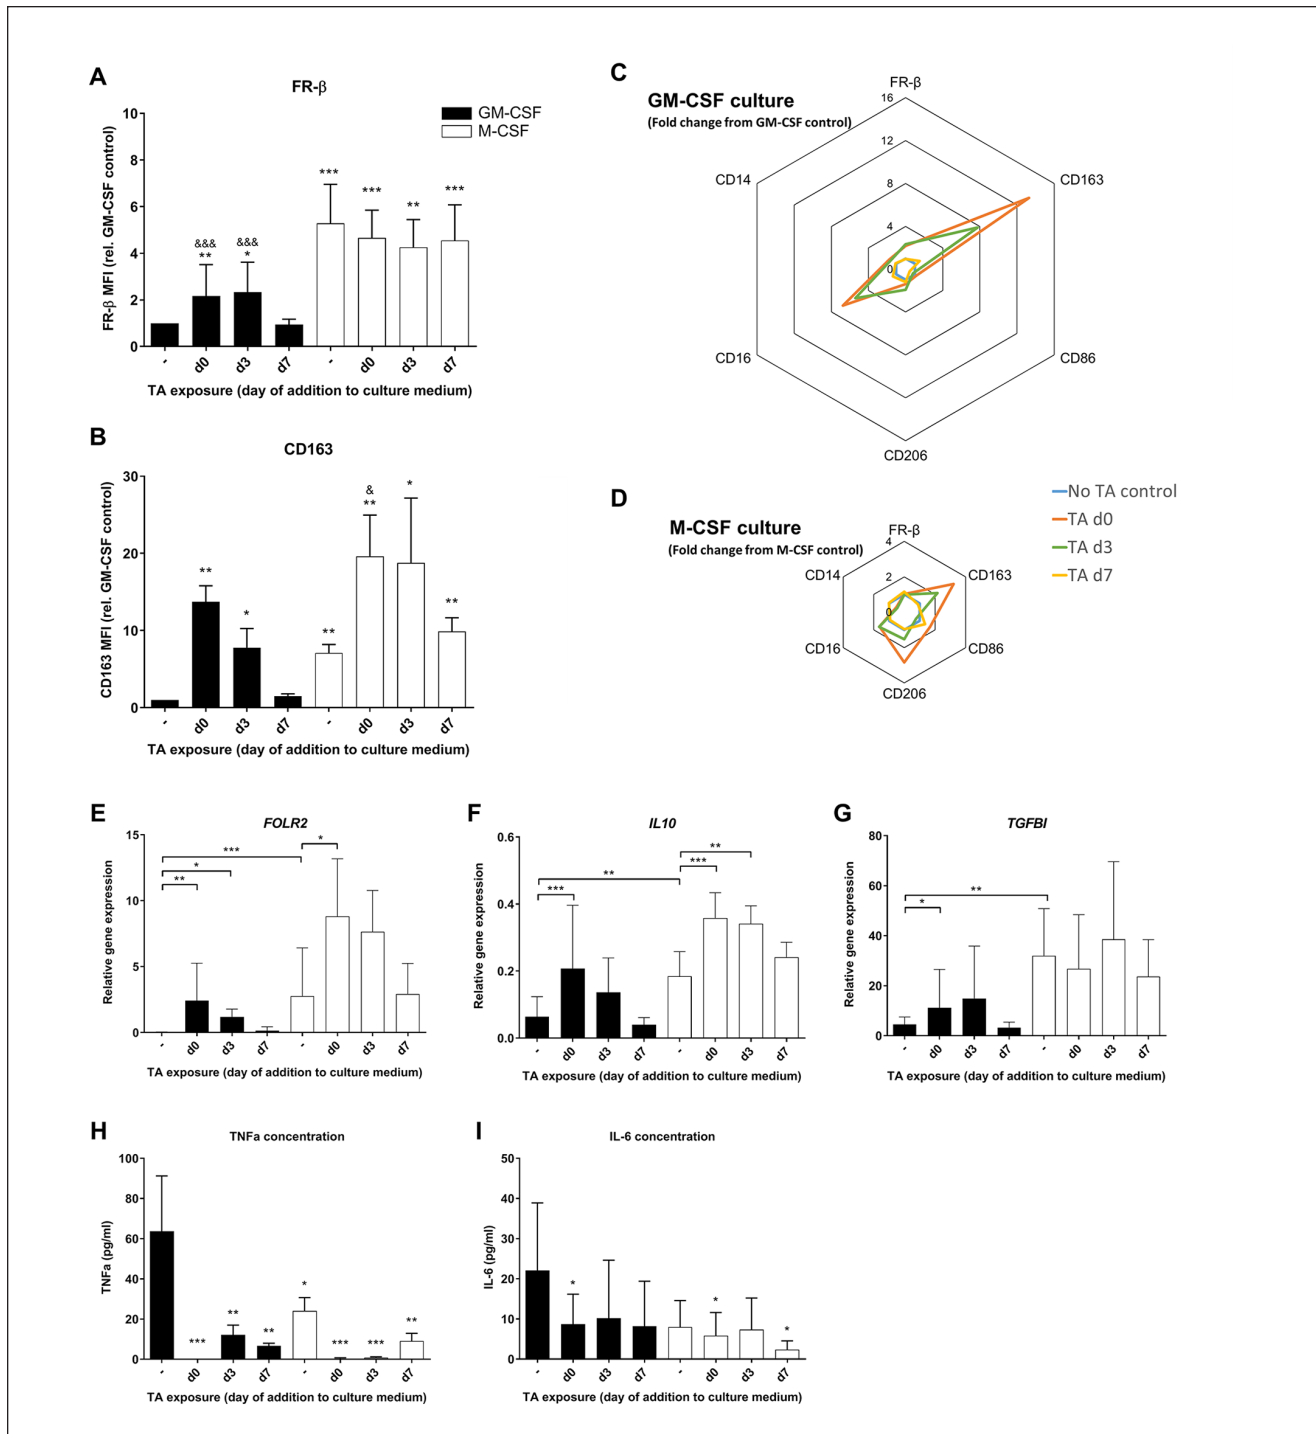 A
FR-β
GM-CSF
M-CSF
FR-β MFI (rel. GM-CSF control)
10
8
6
4
2
0
&&&
**
&&&
*
***
***
**
***
- d0 d3 d7 - d0 d3 d7
TA exposure (day of addition to culture medium)
B
CD163
CD163 MFI (rel. GM-CSF control)
30
20
10
0
**
*
**
&
**
*
**
- d0 d3 d7 - d0 d3 d7
TA exposure (day of addition to culture medium)
C
GM-CSF culture
(Fold change from GM-CSF control)
FR-β
16
12
8
4
0
CD14
CD163
CD16
CD86
CD206
D
M-CSF culture
(Fold change from M-CSF control)
FR-β
4
2
0
CD14
CD163
CD16
CD86
CD206
No TA control
TA d0
TA d3
TA d7
E
FOLR2
Relative gene expression
15
10
5
0
***
*
**
*
- d0 d3 d7 - d0 d3 d7
TA exposure (day of addition to culture medium)
F
IL10
Relative gene expression
0.6
0.4
0.2
0.0
**
***
**
***
- d0 d3 d7 - d0 d3 d7
TA exposure (day of addition to culture medium)
G
TGFBI
Relative gene expression
80
60
40
20
0
**
*
- d0 d3 d7 - d0 d3 d7
TA exposure (day of addition to culture medium)
H
TNFa concentration
TNFa (pg/ml)
100
80
60
40
20
0
***
**
**
*
***
***
**
- d0 d3 d7 - d0 d3 d7
TA exposure (day of addition to culture medium)
I
IL-6 concentration
IL-6 (pg/ml)
50
40
30
20
10
0
*
*
*
- d0 d3 d7 - d0 d3 d7
TA exposure (day of addition to culture medium)